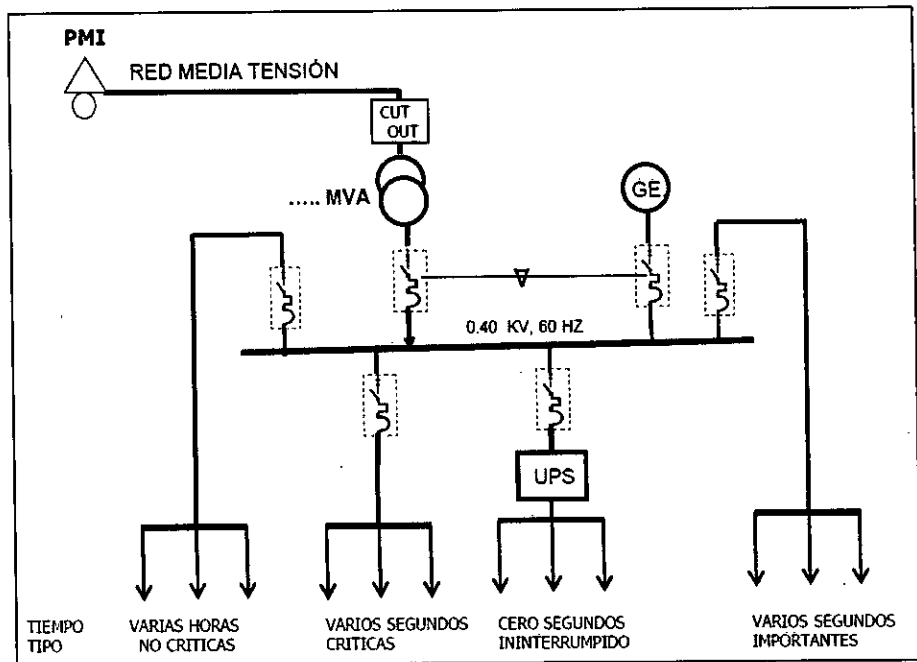 PMI
RED MEDIA TENSIÓN
CUT
OUT
..... MVA
GE
0.40 KV, 60 HZ
UPS
TIEMPO
TIPO
VARIAS HORAS
NO CRITICAS
VARIOS SEGUNDOS
CRITICAS
CERO SEGUNDOS
ININTERRUMPIDO
VARIOS SEGUNDOS
IMPORTANTES